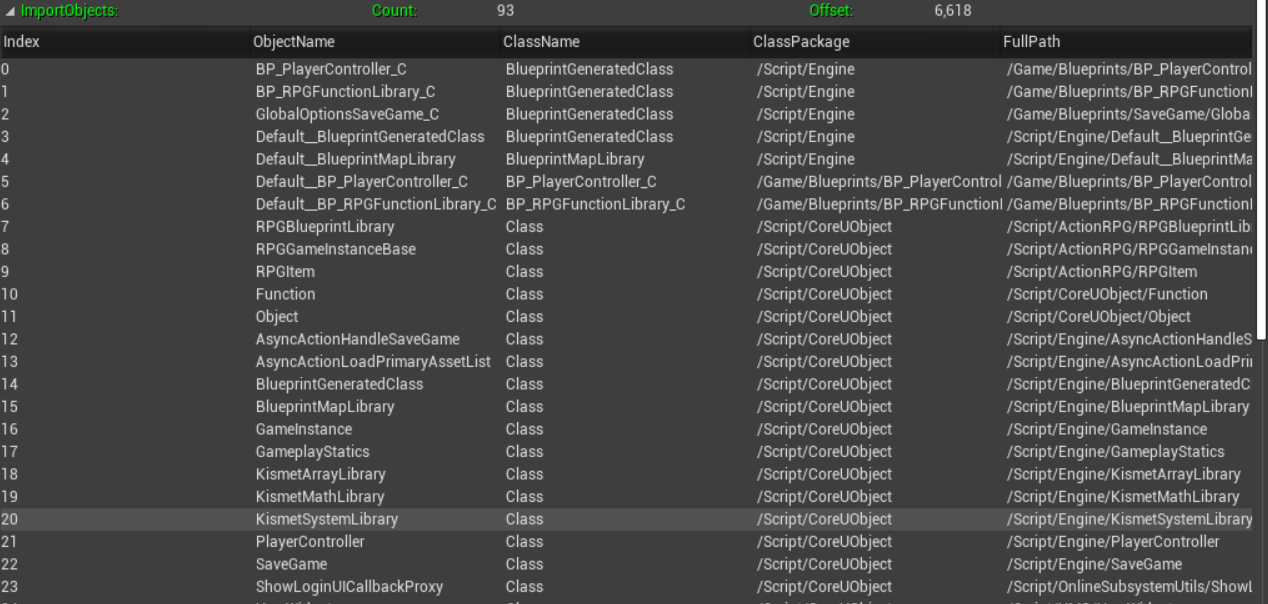 ImportObjects: Count: 93 Offset: 6,618
Index ObjectName ClassName ClassPackage FullPath
0 BP_PlayerController_C BlueprintGeneratedClass /Script/Engine /Game/Blueprints/BP_PlayerControl
1 BP_RPGFunctionLibrary_C BlueprintGeneratedClass /Script/Engine /Game/Blueprints/BP_RPGFunctionl
2 GlobalOptionsSaveGame_C BlueprintGeneratedClass /Script/Engine /Game/Blueprints/SaveGame/Globa
3 Default__BlueprintGeneratedClass BlueprintGeneratedClass /Script/Engine /Script/Engine/Default__BlueprintGe
4 Default__BlueprintMapLibrary BlueprintMapLibrary /Script/Engine /Script/Engine/Default__BlueprintMa
5 Default__BP_PlayerController_C BP_PlayerController_C /Game/Blueprints/BP_PlayerControl /Game/Blueprints/BP_PlayerControl
6 Default__BP_RPGFunctionLibrary_C BP_RPGFunctionLibrary_C /Game/Blueprints/BP_RPGFunctionl /Game/Blueprints/BP_RPGFunctionl
7 RPGBlueprintLibrary Class /Script/CoreUObject /Script/ActionRPG/RPGBlueprintLib
8 RPGGameInstanceBase Class /Script/CoreUObject /Script/ActionRPG/RPGGameInstanc
9 RPGItem Class /Script/CoreUObject /Script/ActionRPG/RPGItem
10 Function Class /Script/CoreUObject /Script/CoreUObject/Function
11 Object Class /Script/CoreUObject /Script/CoreUObject/Object
12 AsyncActionHandleSaveGame Class /Script/CoreUObject /Script/Engine/AsyncActionHandleS
13 AsyncActionLoadPrimaryAssetList Class /Script/CoreUObject /Script/Engine/AsyncActionLoadPri
14 BlueprintGeneratedClass Class /Script/CoreUObject /Script/Engine/BlueprintGeneratedC
15 BlueprintMapLibrary Class /Script/CoreUObject /Script/Engine/BlueprintMapLibrary
16 GameInstance Class /Script/CoreUObject /Script/Engine/GameInstance
17 GameplayStatics Class /Script/CoreUObject /Script/Engine/GameplayStatics
18 KismetArrayLibrary Class /Script/CoreUObject /Script/Engine/KismetArrayLibrary
19 KismetMathLibrary Class /Script/CoreUObject /Script/Engine/KismetMathLibrary
20 KismetSystemLibrary Class /Script/CoreUObject /Script/Engine/KismetSystemLibrary
21 PlayerController Class /Script/CoreUObject /Script/Engine/PlayerController
22 SaveGame Class /Script/CoreUObject /Script/Engine/SaveGame
23 ShowLoginUICallbackProxy Class /Script/CoreUObject /Script/OnlineSubsystemUtils/ShowL